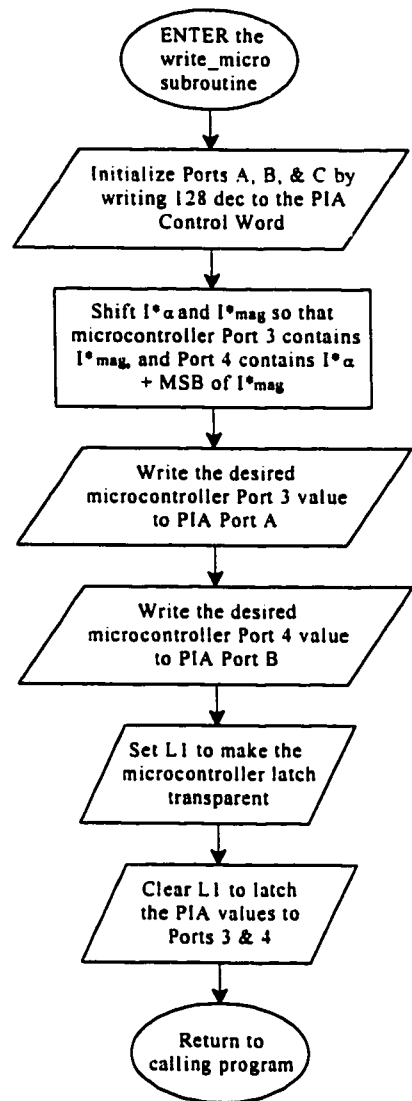 ENTER the
write_micro
subroutine
Initialize Ports A, B, & C by
writing 128 dec to the PIA
Control Word
Shift I*α and I*mag so that
microcontroller Port 3 contains
I*mag, and Port 4 contains I*α
+ MSB of I*mag
Write the desired
microcontroller Port 3 value
to PIA Port A
Write the desired
microcontroller Port 4 value
to PIA Port B
Set L1 to make the
microcontroller latch
transparent
Clear L1 to latch
the PIA values to
Ports 3 & 4
Return to
calling program